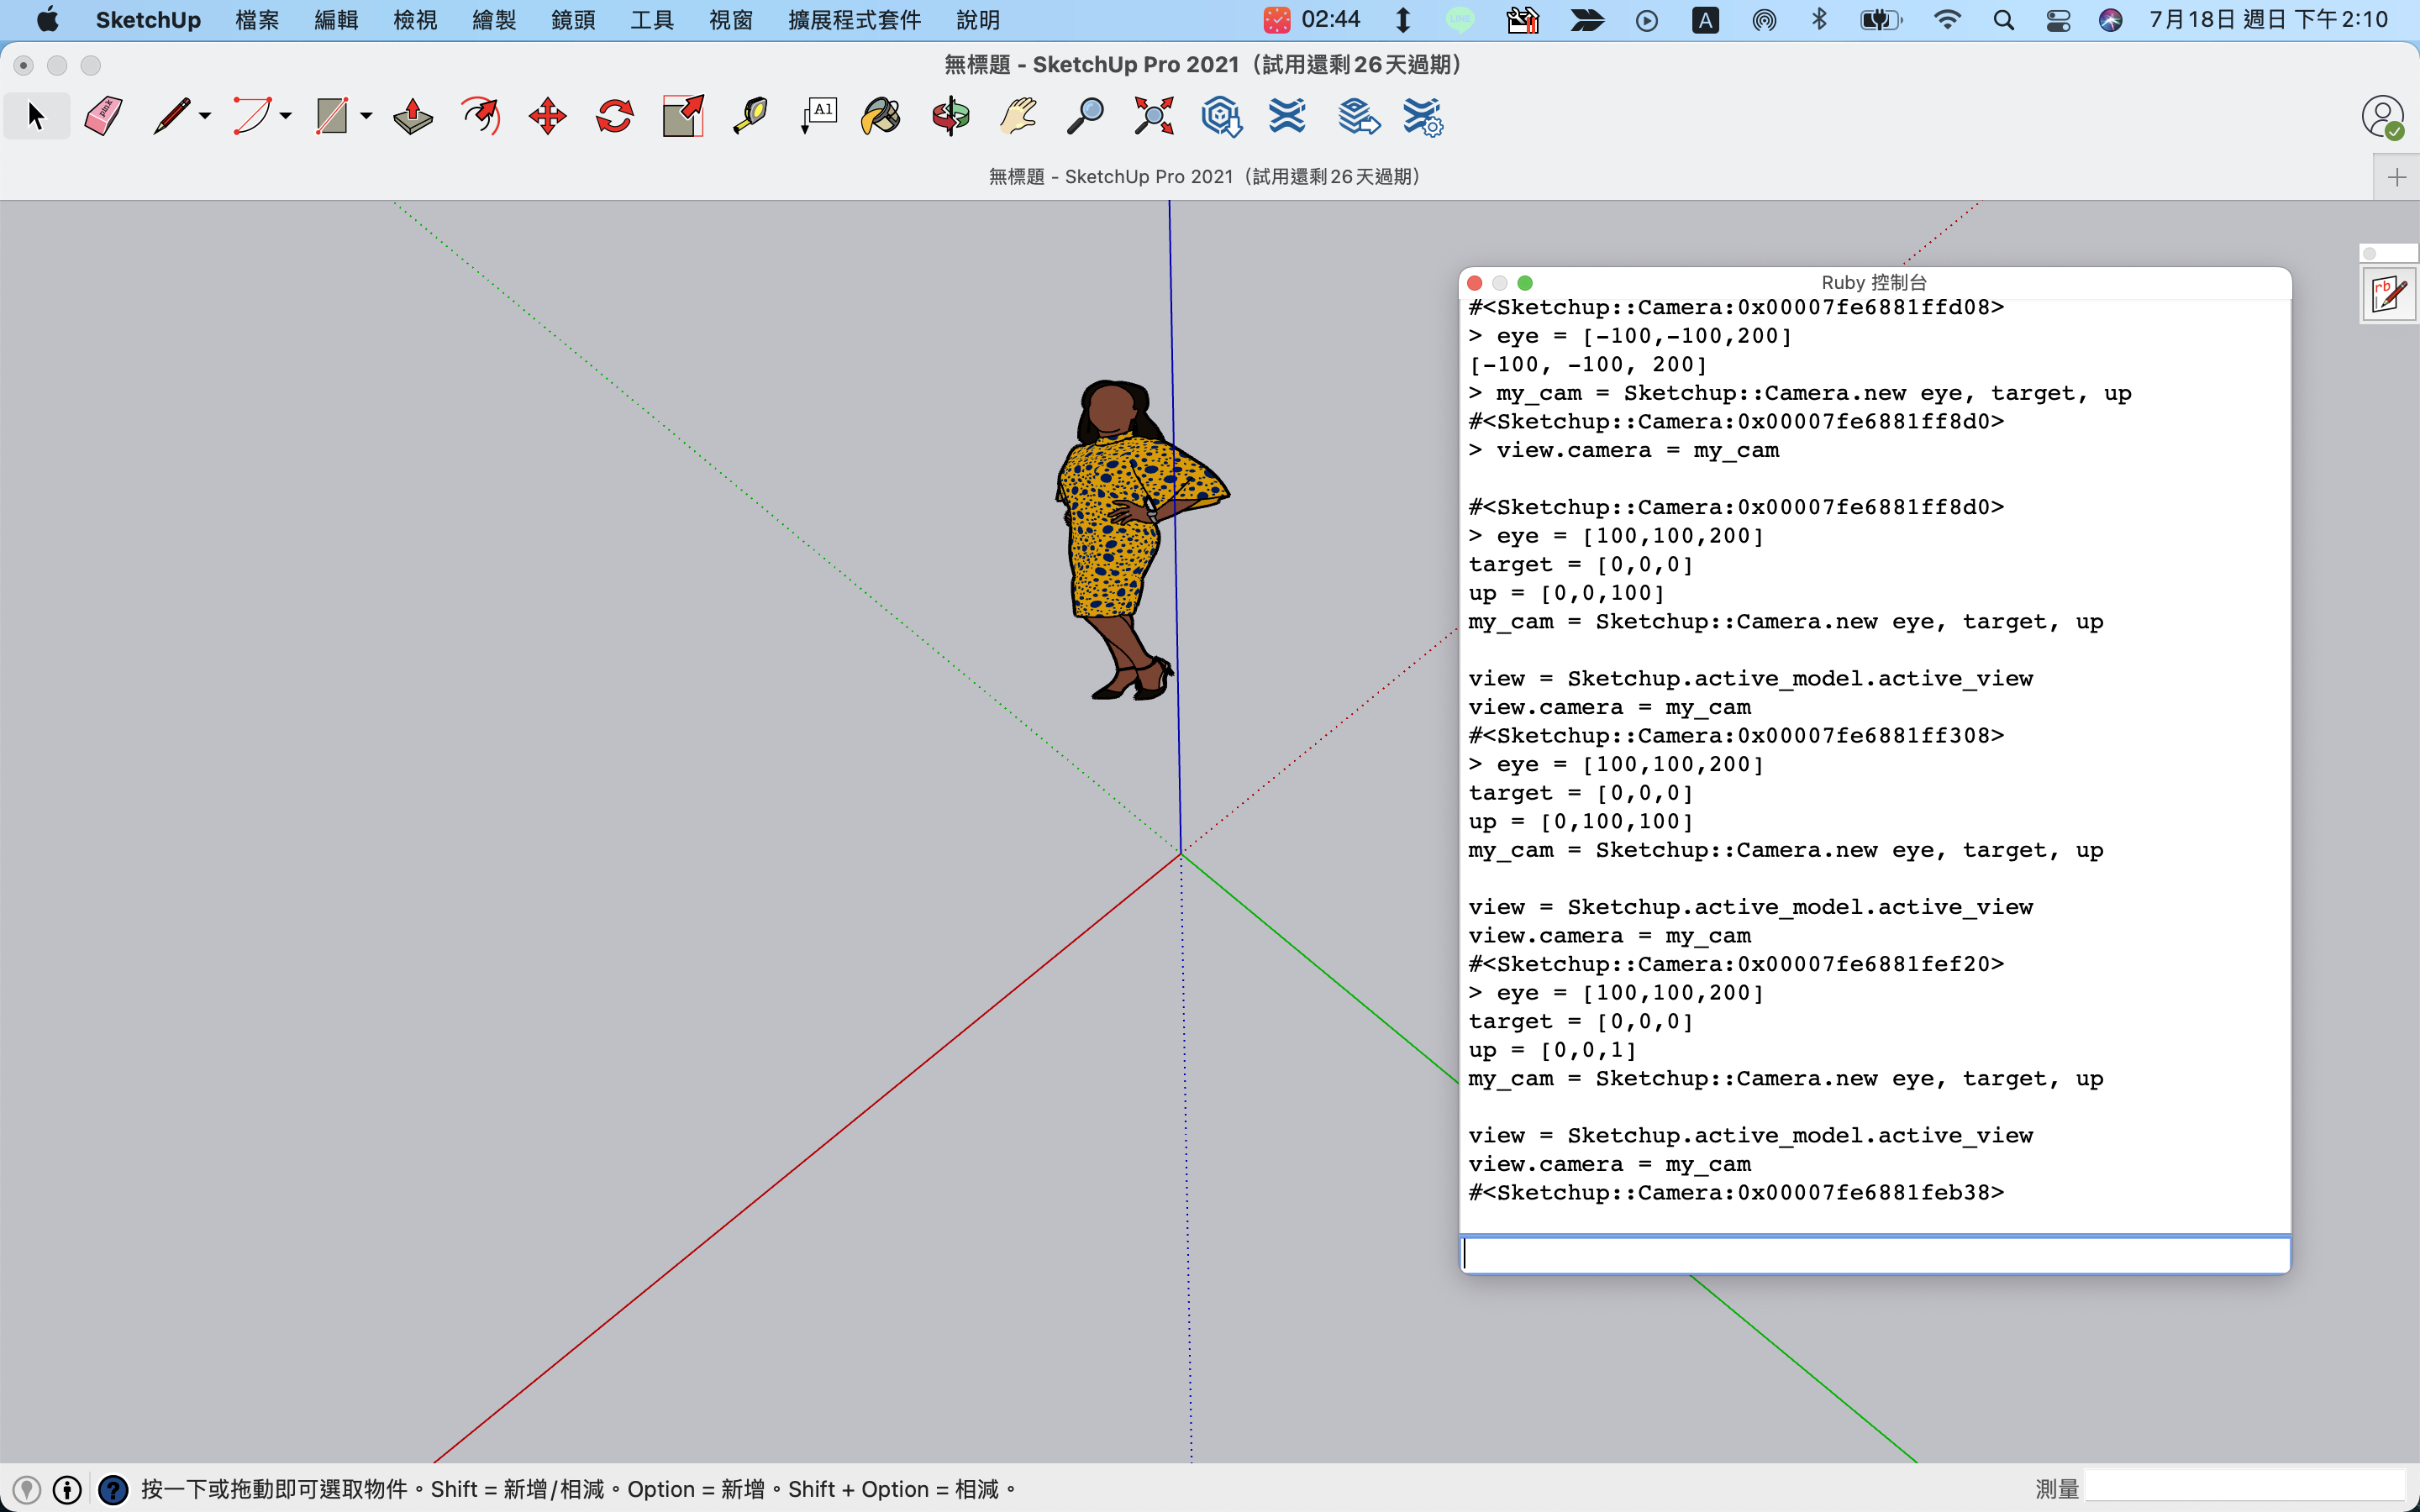 SketchUp 檔案 編輯 檢視 繪製 鏡頭 工具 視窗 擴展程式套件 說明 02:44 LINE A 7月18日 週日 下午2:10
無標題 - SketchUp Pro 2021（試用還剩26天過期）
pink A1
無標題 - SketchUp Pro 2021（試用還剩26天過期）
rb
Ruby 控制台
#<Sketchup::Camera:0x00007fe6881ffd08>
> eye = [-100,-100,200]
[-100, -100, 200]
> my_cam = Sketchup::Camera.new eye, target, up
#<Sketchup::Camera:0x00007fe6881ff8d0>
> view.camera = my_cam
#<Sketchup::Camera:0x00007fe6881ff8d0>
> eye = [100,100,200]
target = [0,0,0]
up = [0,0,100]
my_cam = Sketchup::Camera.new eye, target, up
view = Sketchup.active_model.active_view
view.camera = my_cam
#<Sketchup::Camera:0x00007fe6881ff308>
> eye = [100,100,200]
target = [0,0,0]
up = [0,100,100]
my_cam = Sketchup::Camera.new eye, target, up
view = Sketchup.active_model.active_view
view.camera = my_cam
#<Sketchup::Camera:0x00007fe6881fef20>
> eye = [100,100,200]
target = [0,0,0]
up = [0,0,1]
my_cam = Sketchup::Camera.new eye, target, up
view = Sketchup.active_model.active_view
view.camera = my_cam
#<Sketchup::Camera:0x00007fe6881feb38>
按一下或拖動即可選取物件。Shift = 新增/相減。Option = 新增。Shift + Option = 相減。 測量